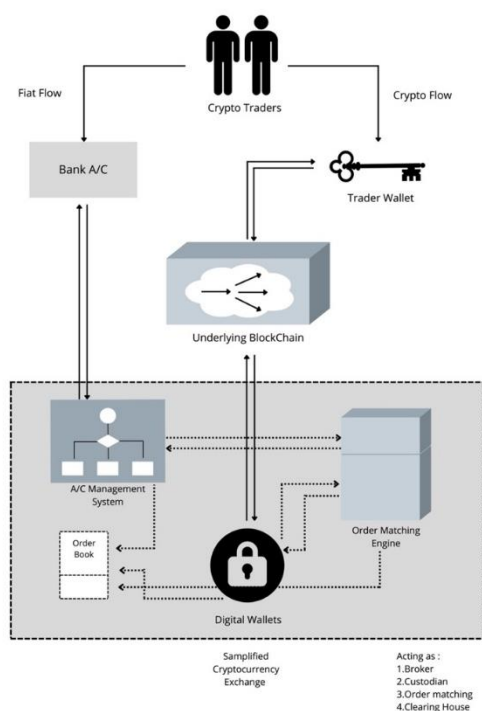 Fiat Flow
Crypto Traders
Crypto Flow
Bank A/C
Trader Wallet
Underlying BlockChain
A/C Management
System
Order
Book
Order Matching
Engine
Digital Wallets
Samplified
Cryptocurrency
Exchange
Acting as :
1.Broker
2.Custodian
3.Order matching
4.Clearing House